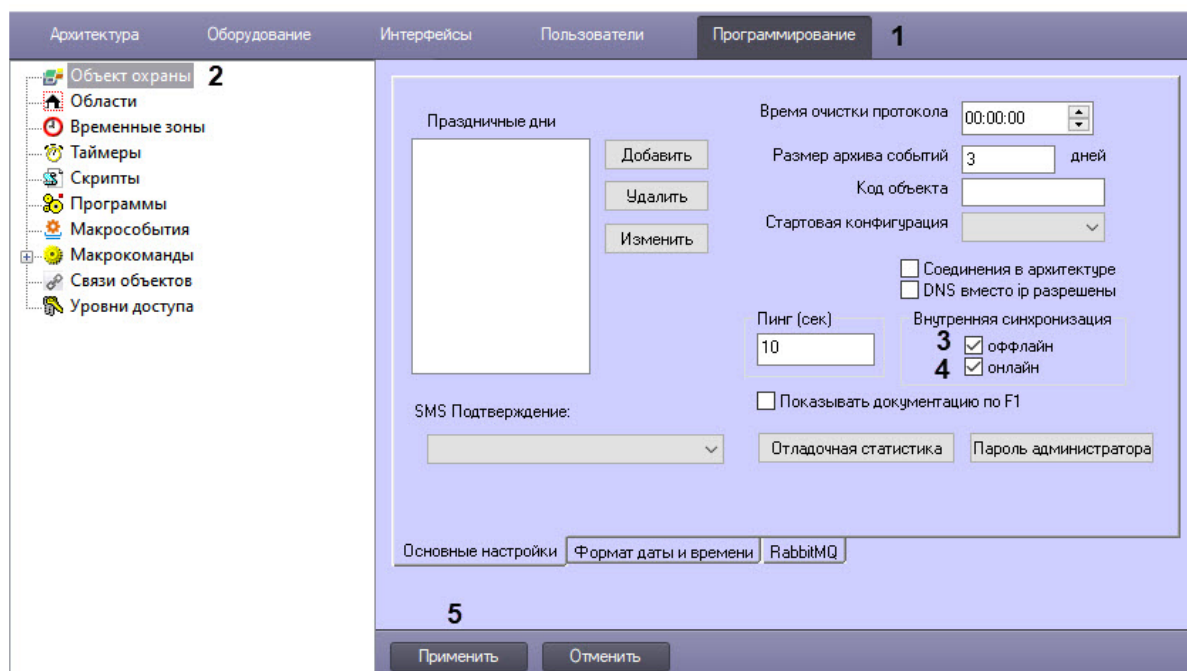 Архитектура Оборудование Интерфейсы Пользователи Программирование 1
Объект охраны 2
Области
Временные зоны
Таймеры
Скрипты
Программы
Макрособытия
Макрокоманды
Связи объектов
Уровни доступа
Праздничные дни
Добавить
Удалить
Изменить
SMS Подтверждение:
Время очистки протокола 00:00:00
Размер архива событий 3 дней
Код объекта
Стартовая конфигурация
Соединения в архитектуре
DNS вместо ip разрешены
Пинг (сек)
10
Внутренняя синхронизация
3 оффлайн
4 онлайн
Показывать документацию по F1
Отладочная статистика Пароль администратора
Основные настройки Формат даты и времени RabbitMQ
5
Применить Отменить